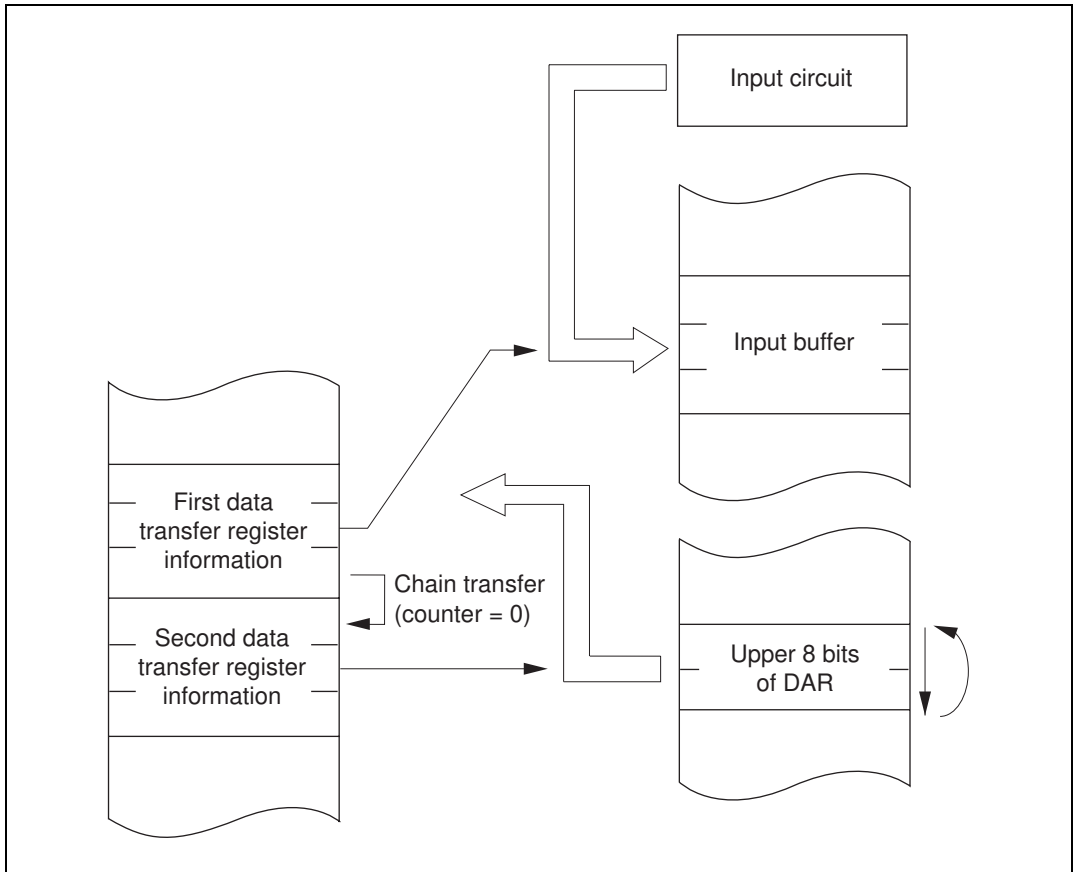 Input circuit
Input buffer
First data
transfer register
information
Chain transfer
(counter = 0)
Second data
transfer register
information
Upper 8 bits
of DAR